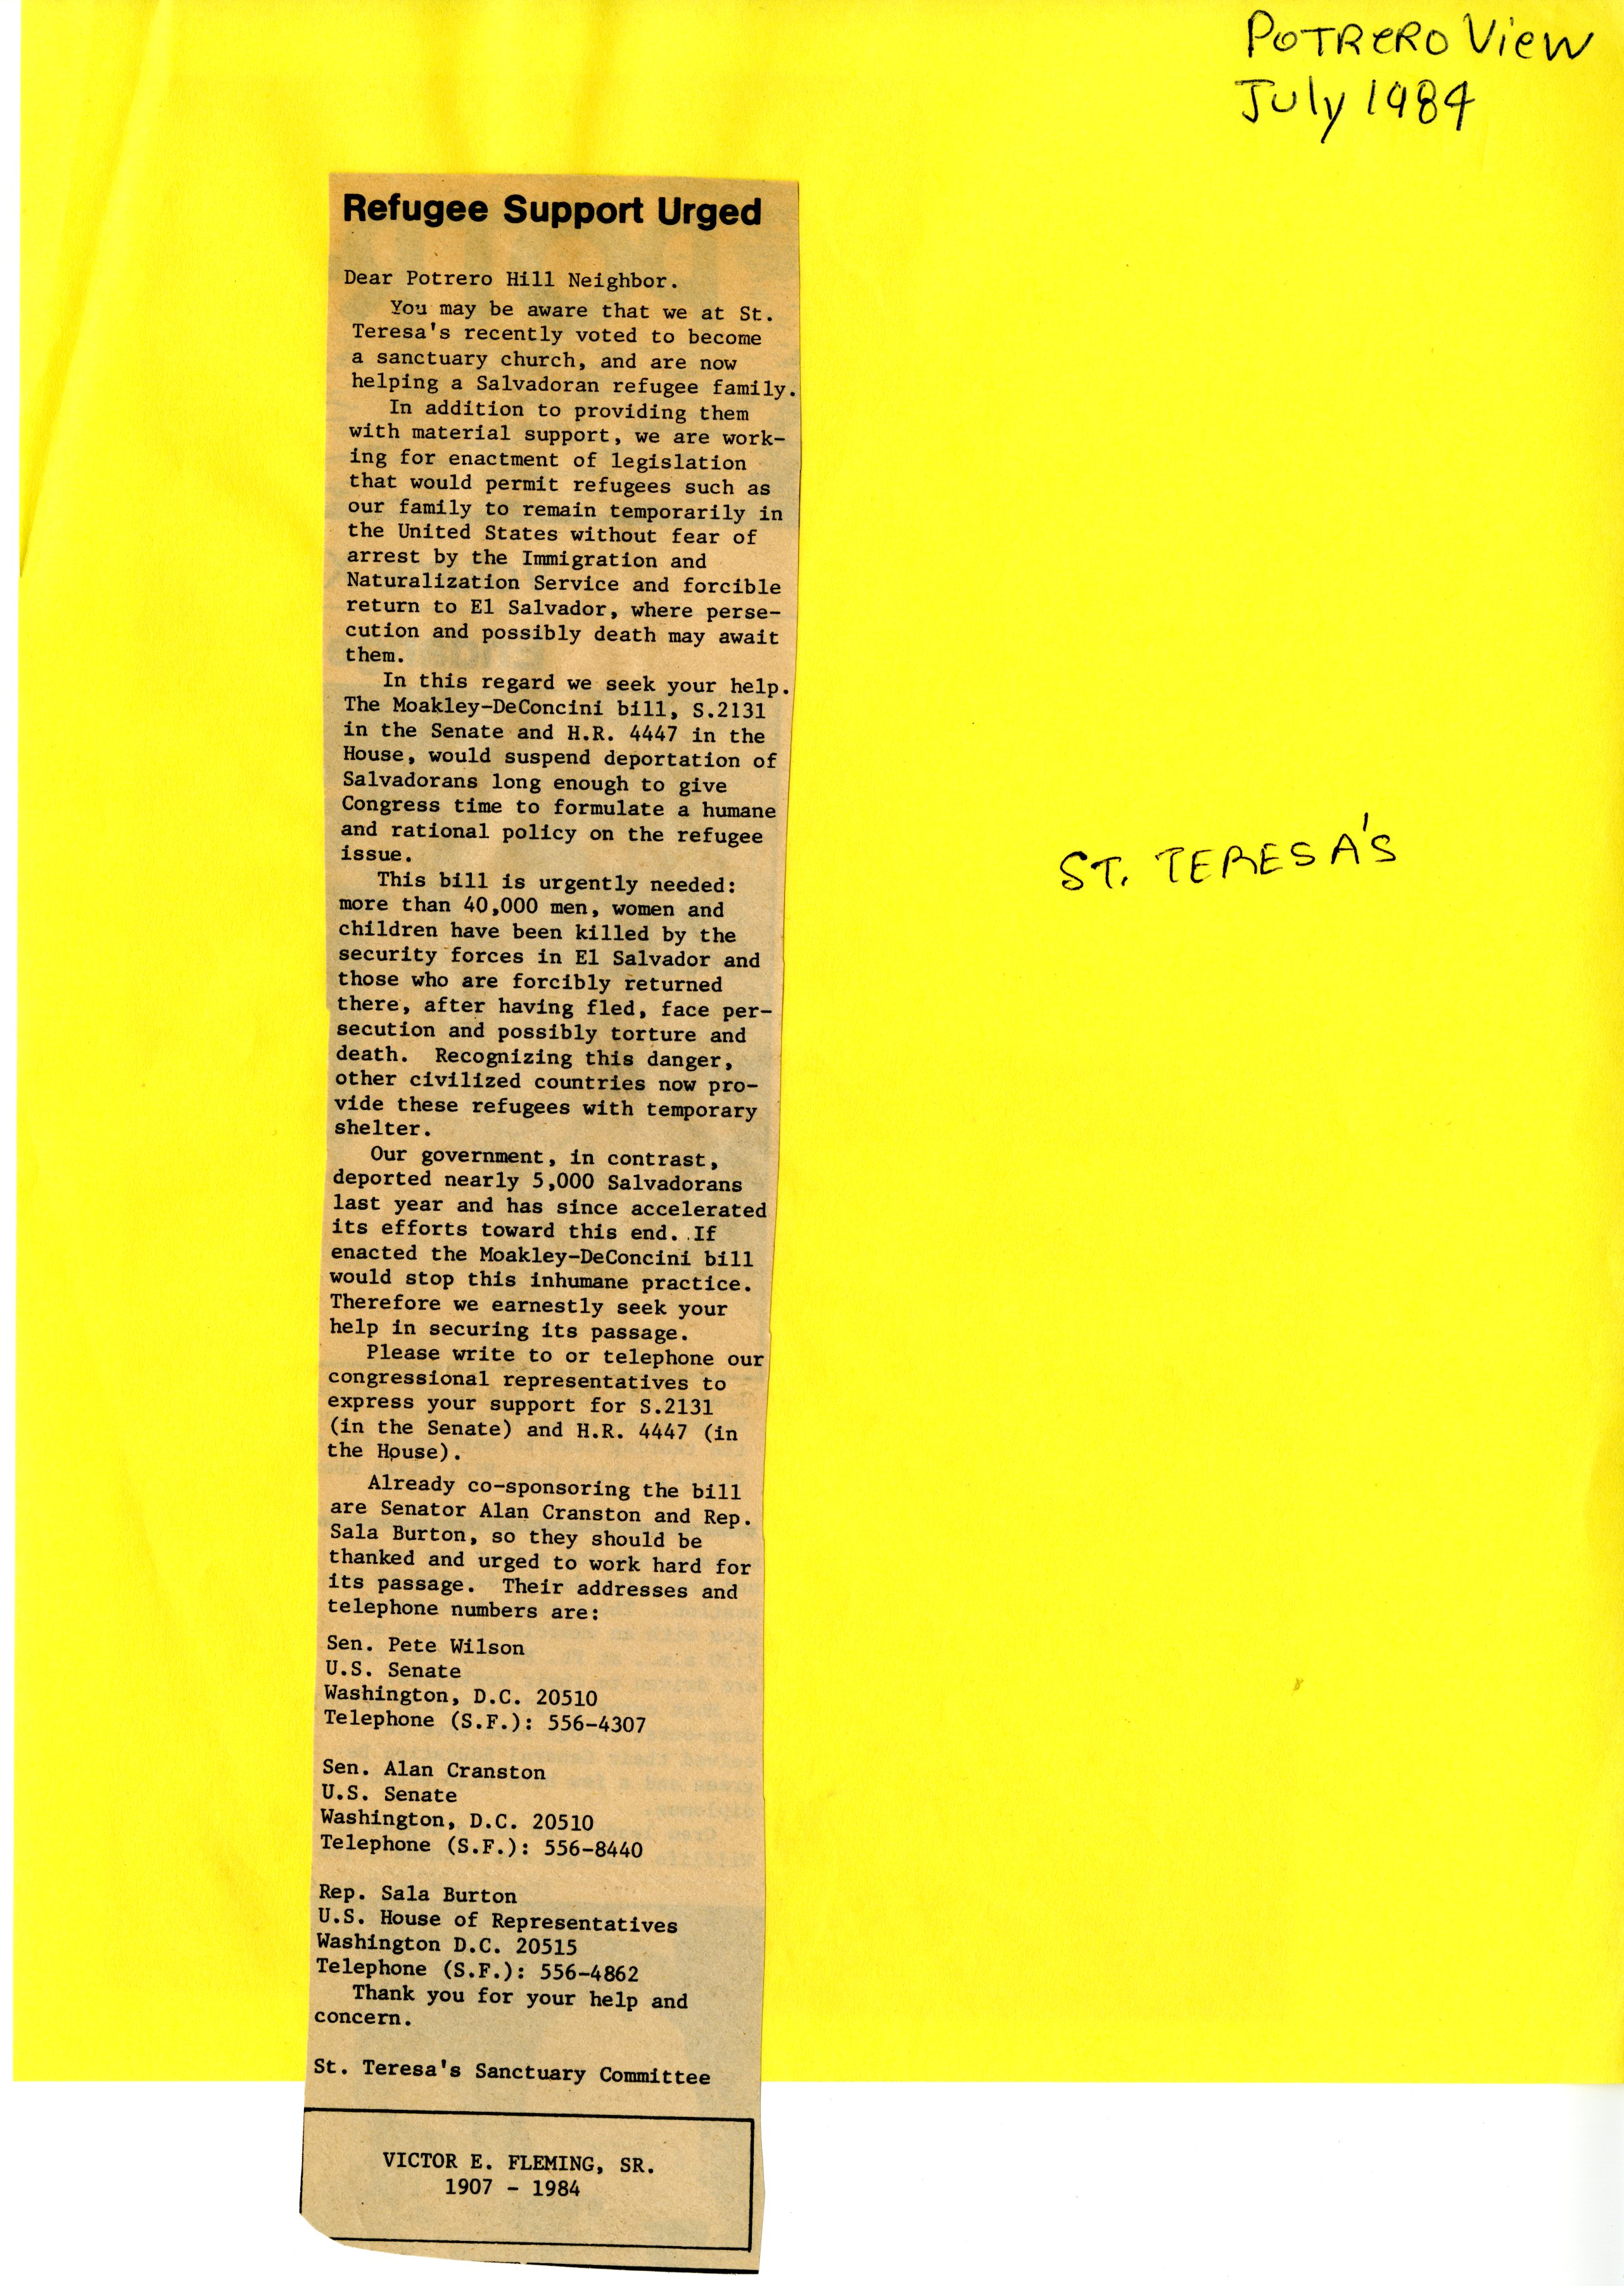 POTRERO VIEW
July 1984
Refugee Support Urged
Dear Potrero Hill Neighbor.
You may be aware that we at St.
Teresa's recently voted to become
a sanctuary church, and are now
helping a Salvadoran refugee family.
In addition to providing them
with material support, we are work-
ing for enactment of legislation
that would permit refugees such as
our family to remain temporarily in
the United States without fear of
arrest by the Immigration and
Naturalization Service and forcible
return to El Salvador, where perse-
cution and possibly death may await
them.
In this regard we seek your help.
The Moakley-DeConcini bill, S.2131
in the Senate and H.R. 4447 in the
House, would suspend deportation of
Salvadorans long enough to give
Congress time to formulate a humane
and rational policy on the refugee
issue.
This bill is urgently needed:
more than 40,000 men, women and
children have been killed by the
security forces in El Salvador and
those who are forcibly returned
there, after having fled, face per-
secution and possibly torture and
death. Recognizing this danger,
other civilized countries now pro-
vide these refugees with temporary
shelter.
Our government, in contrast,
deported nearly 5,000 Salvadorans
last year and has since accelerated
its efforts toward this end. If
enacted the Moakley-DeConcini bill
would stop this inhumane practice.
Therefore we earnestly seek your
help in securing its passage.
Please write to or telephone our
congressional representatives to
express your support for S.2131
(in the Senate) and H.R. 4447 (in
the House).
Already co-sponsoring the bill
are Senator Alan Cranston and Rep.
Sala Burton, so they should be
thanked and urged to work hard for
its passage. Their addresses and
telephone numbers are:
Sen. Pete Wilson
U.S. Senate
Washington, D.C. 20510
Telephone (S.F.): 556-4307
Sen. Alan Cranston
U.S. Senate
Washington, D.C. 20510
Telephone (S.F.): 556-8440
Rep. Sala Burton
U.S. House of Representatives
Washington D.C. 20515
Telephone (S.F.): 556-4862
Thank you for your help and
concern.
St. Teresa's Sanctuary Committee
VICTOR E. FLEMING, SR.
1907 - 1984
ST. TERESA'S